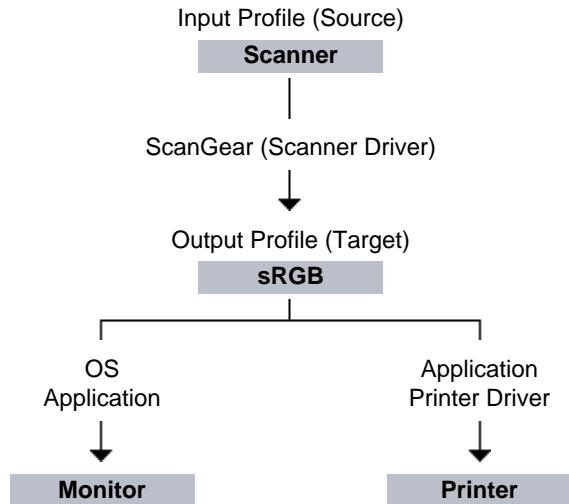 Input Profile (Source)
Scanner
ScanGear (Scanner Driver)
Output Profile (Target)
sRGB
OS
Application
Application
Printer Driver
Monitor
Printer